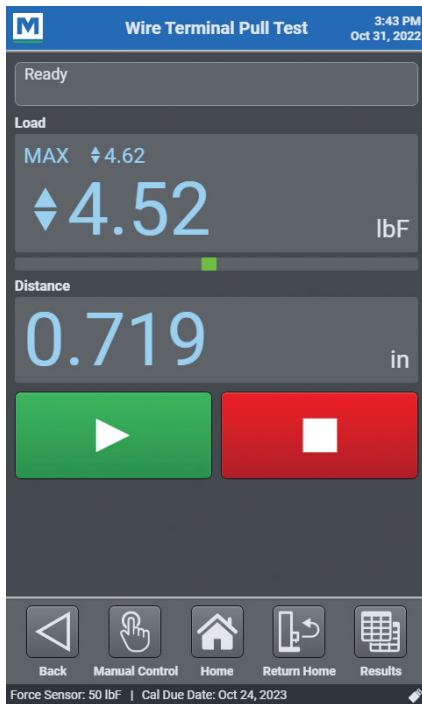 M
Wire Terminal Pull Test
3:43 PM
Oct 31, 2022
Ready
Load
MAX 4.62
4.52
lbF
Distance
0.719
in
Back Manual Control Home Return Home Results
Force Sensor: 50 lbF | Cal Due Date: Oct 24, 2023